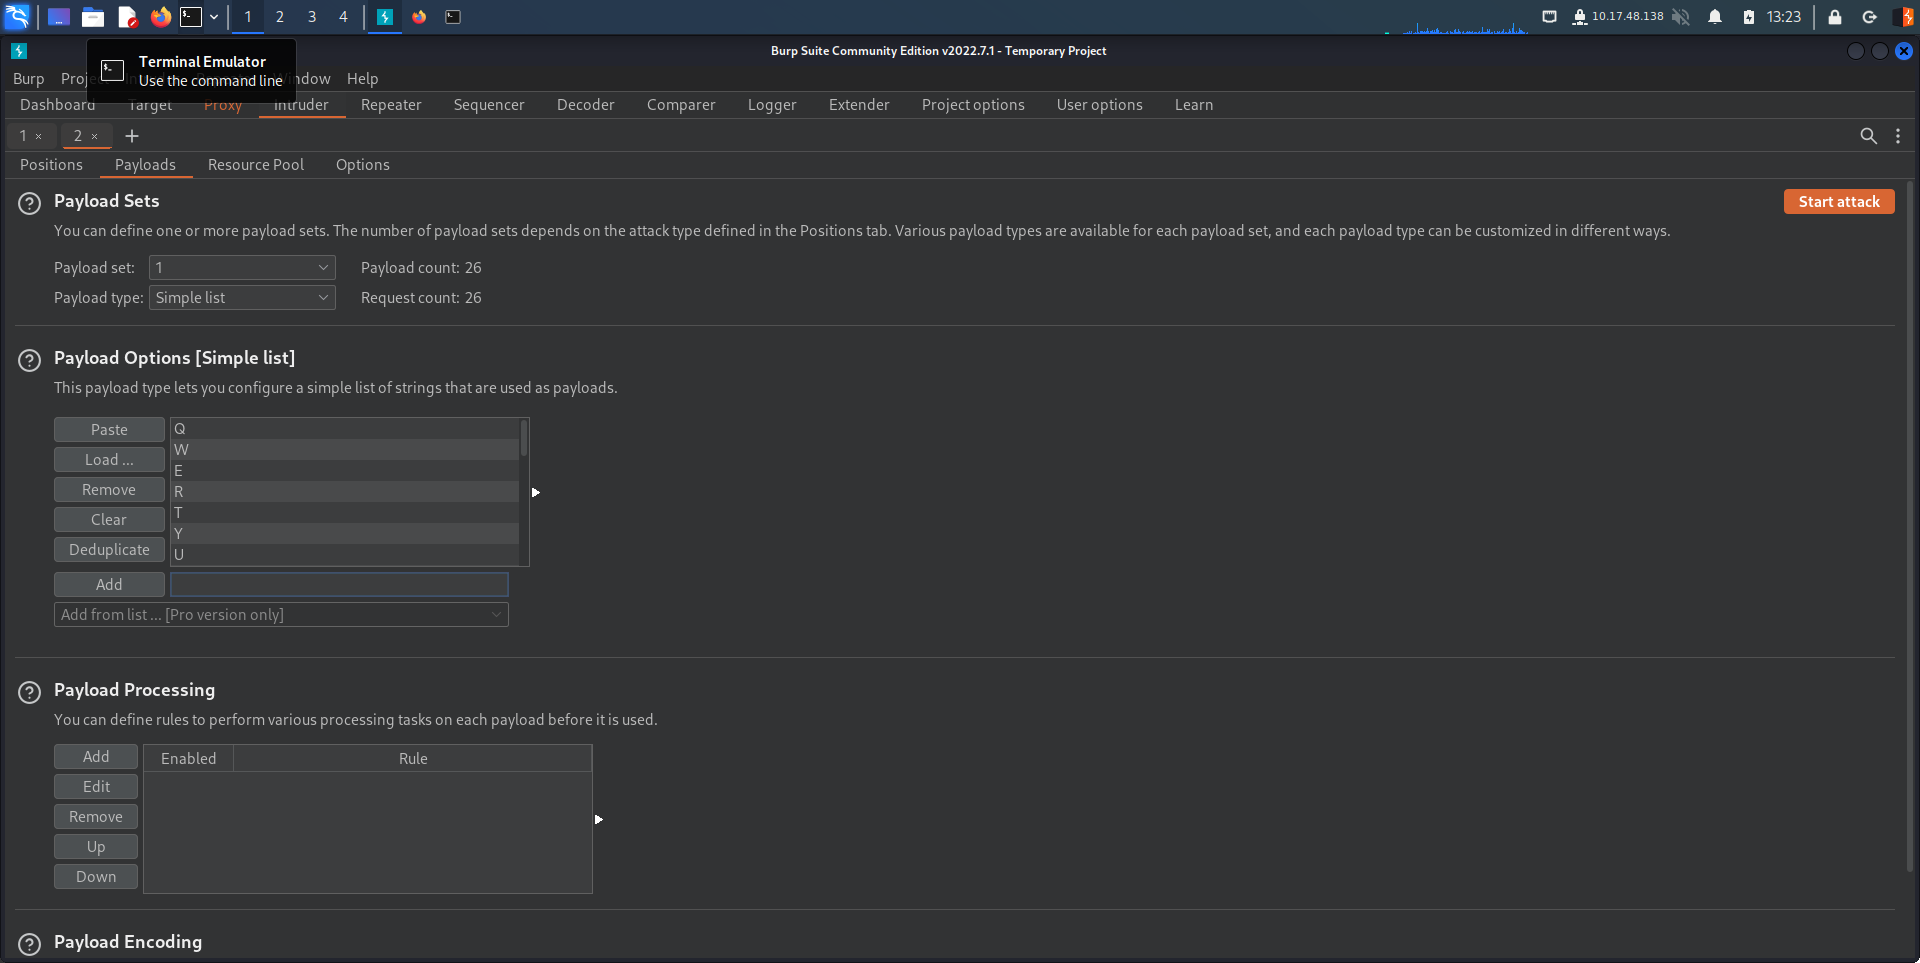 1 2 3 4 10.17.48.138 13:23
Burp Suite Community Edition v2022.7.1 - Temporary Project
Terminal Emulator
Use the command line
Burp Window Help
Dashboard Target Proxy Intruder Repeater Sequencer Decoder Comparer Logger Extender Project options User options Learn
1 × 2 × +
Positions Payloads Resource Pool Options
? Payload Sets Start attack
You can define one or more payload sets. The number of payload sets depends on the attack type defined in the Positions tab. Various payload types are available for each payload set, and each payload type can be customized in different ways.
Payload set: 1 Payload count: 26
Payload type: Simple list Request count: 26
? Payload Options [Simple list]
This payload type lets you configure a simple list of strings that are used as payloads.
Paste
Load ...
Remove
Clear
Deduplicate
Q
W
E
R
T
Y
U
Add
Add from list ... [Pro version only]
? Payload Processing
You can define rules to perform various processing tasks on each payload before it is used.
Add
Edit
Remove
Up
Down
Enabled Rule
? Payload Encoding